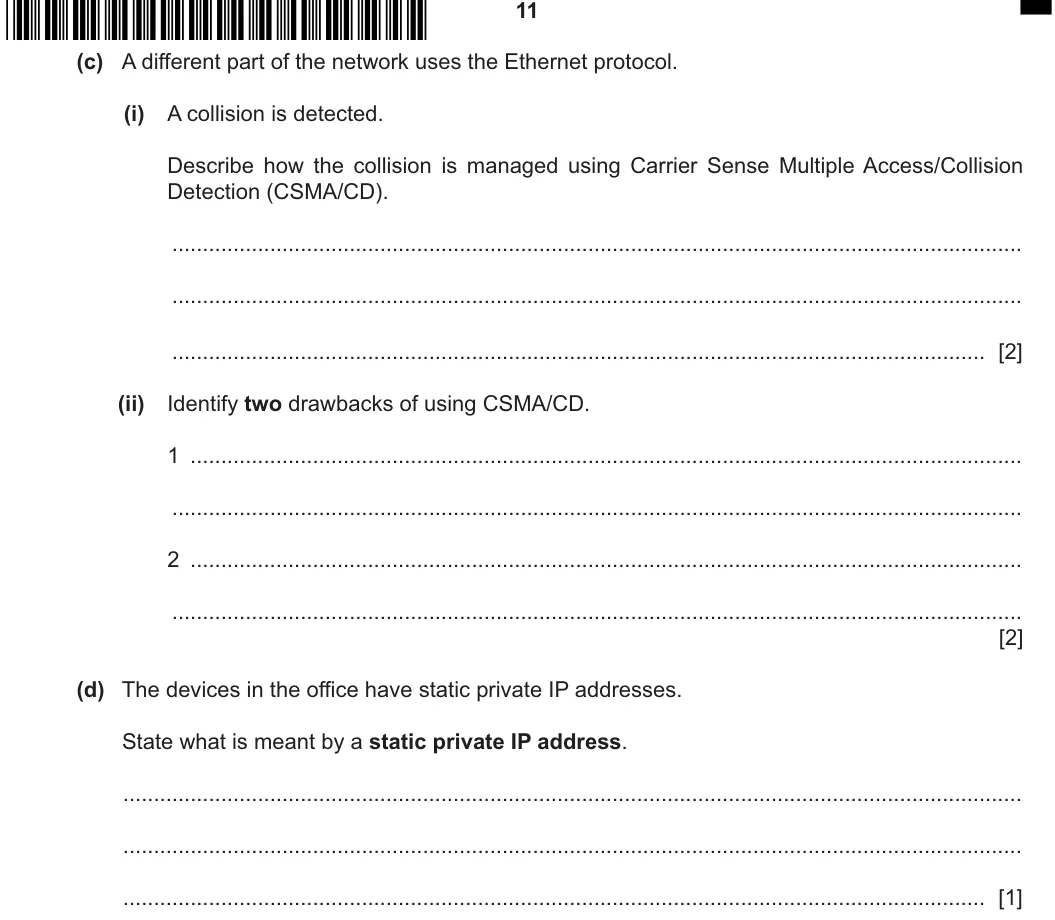 11
(c) A different part of the network uses the Ethernet protocol.
(i) A collision is detected.
Describe how the collision is managed using Carrier Sense Multiple Access/Collision
Detection (CSMA/CD).
...........................................................................................................................................
...........................................................................................................................................
..................................................................................................................................... [2]
(ii) Identify two drawbacks of using CSMA/CD.
1 ........................................................................................................................................
...........................................................................................................................................
2 ........................................................................................................................................
...........................................................................................................................................
[2]
(d) The devices in the office have static private IP addresses.
State what is meant by a static private IP address.
...................................................................................................................................................
...................................................................................................................................................
............................................................................................................................................. [1]